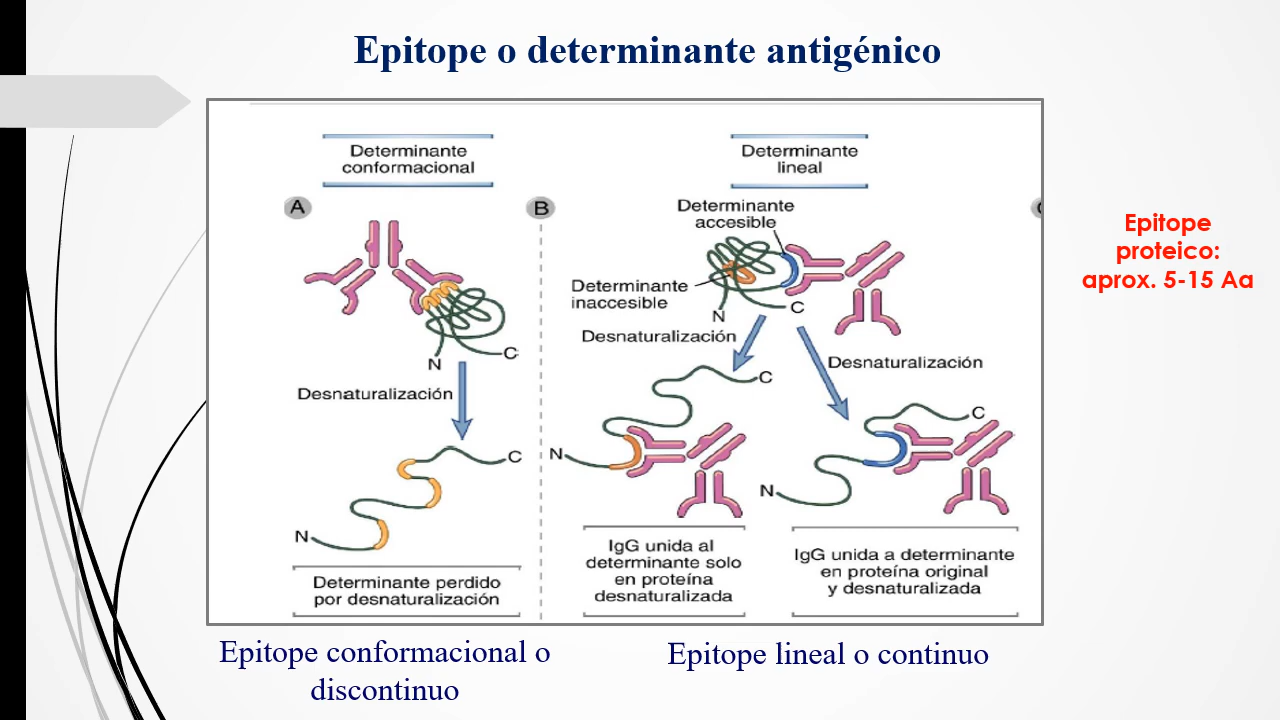 Epitope o determinante antigénico
Determinante
conformacional
A
Desnaturalización
N
C
N
C
Determinante perdido
por desnaturalización
B
Determinante
lineal
Determinante
accesible
Determinante
inaccesible
N
C
Desnaturalización
Desnaturalización
C
N
C
N
IgG unida al
determinante solo
en proteína
desnaturalizada
IgG unida a determinante
en proteína original
y desnaturalizada
Epitope
proteico:
aprox. 5-15 Aa
Epitope conformacional o
discontinuo
Epitope lineal o continuo